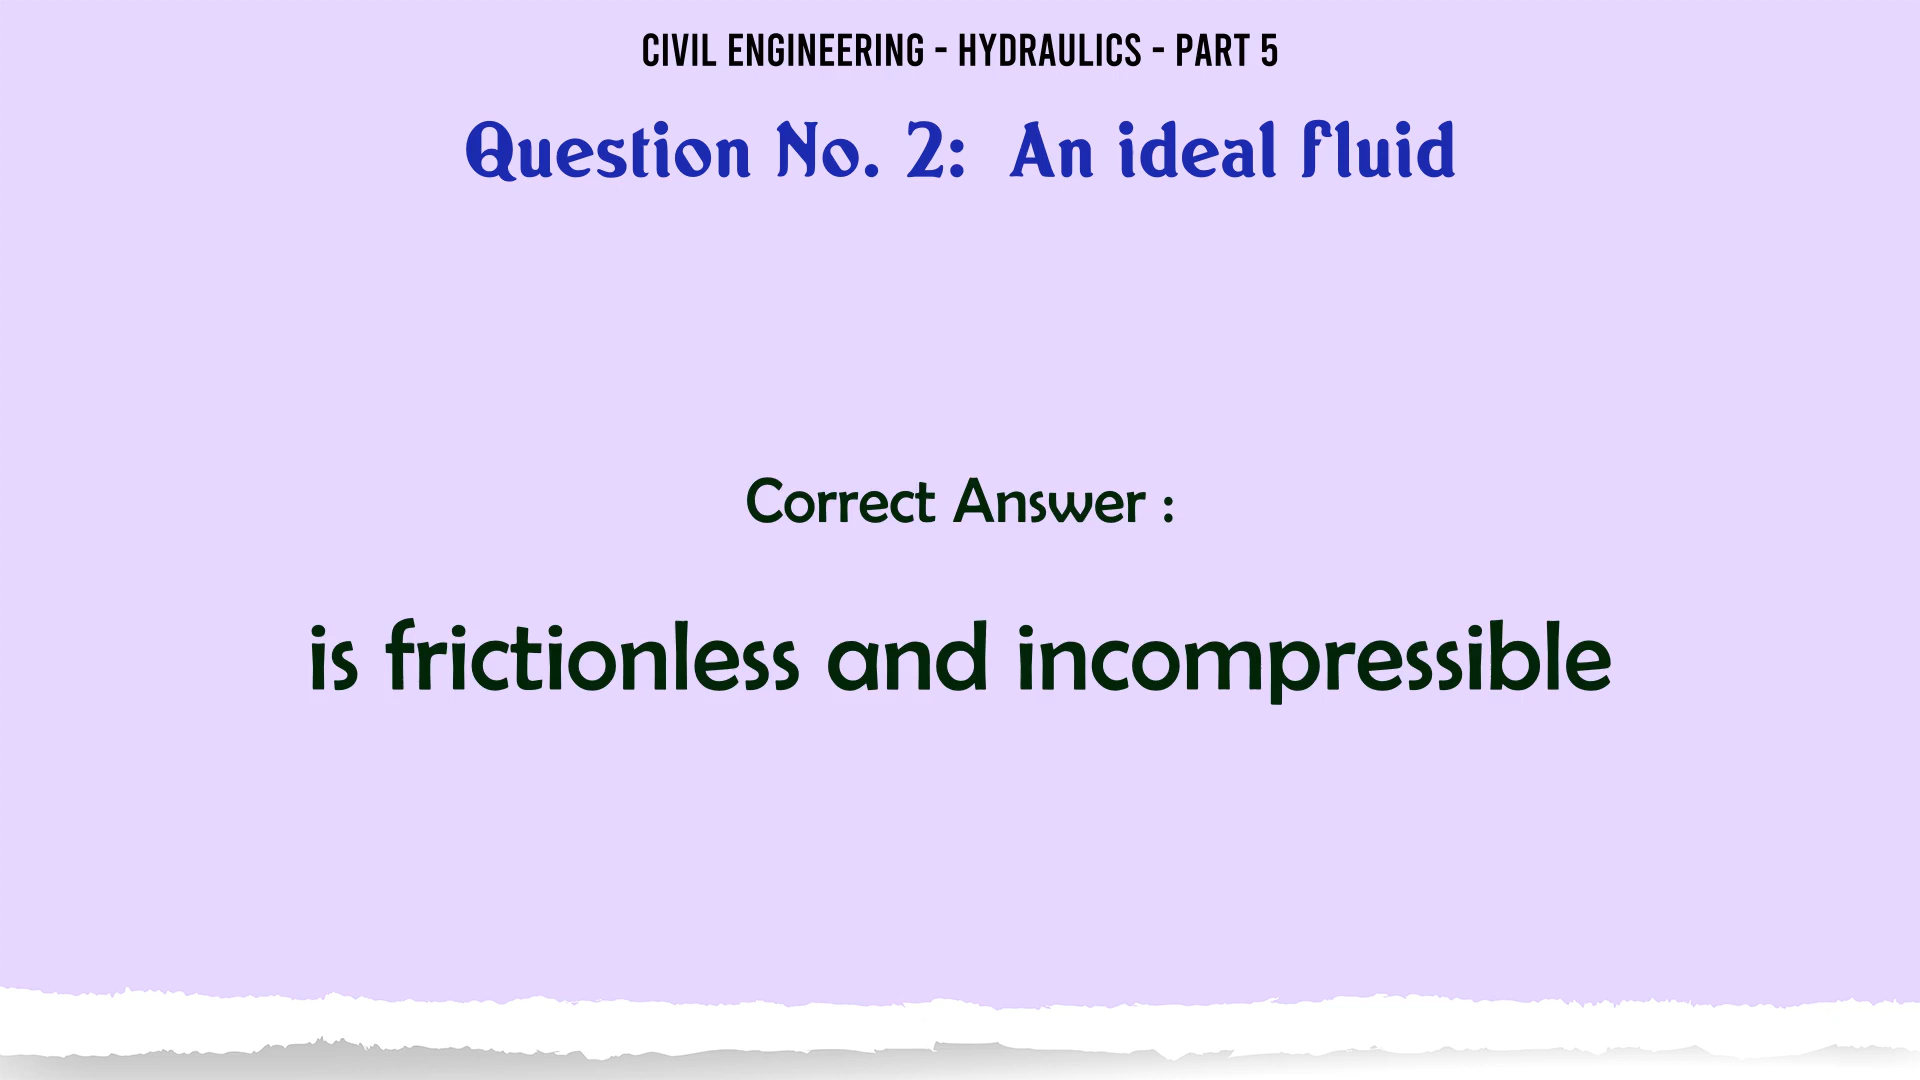 CIVIL ENGINEERING - HYDRAULICS - PART 5
Question No. 2: An ideal fluid
Correct Answer :
is frictionless and incompressible